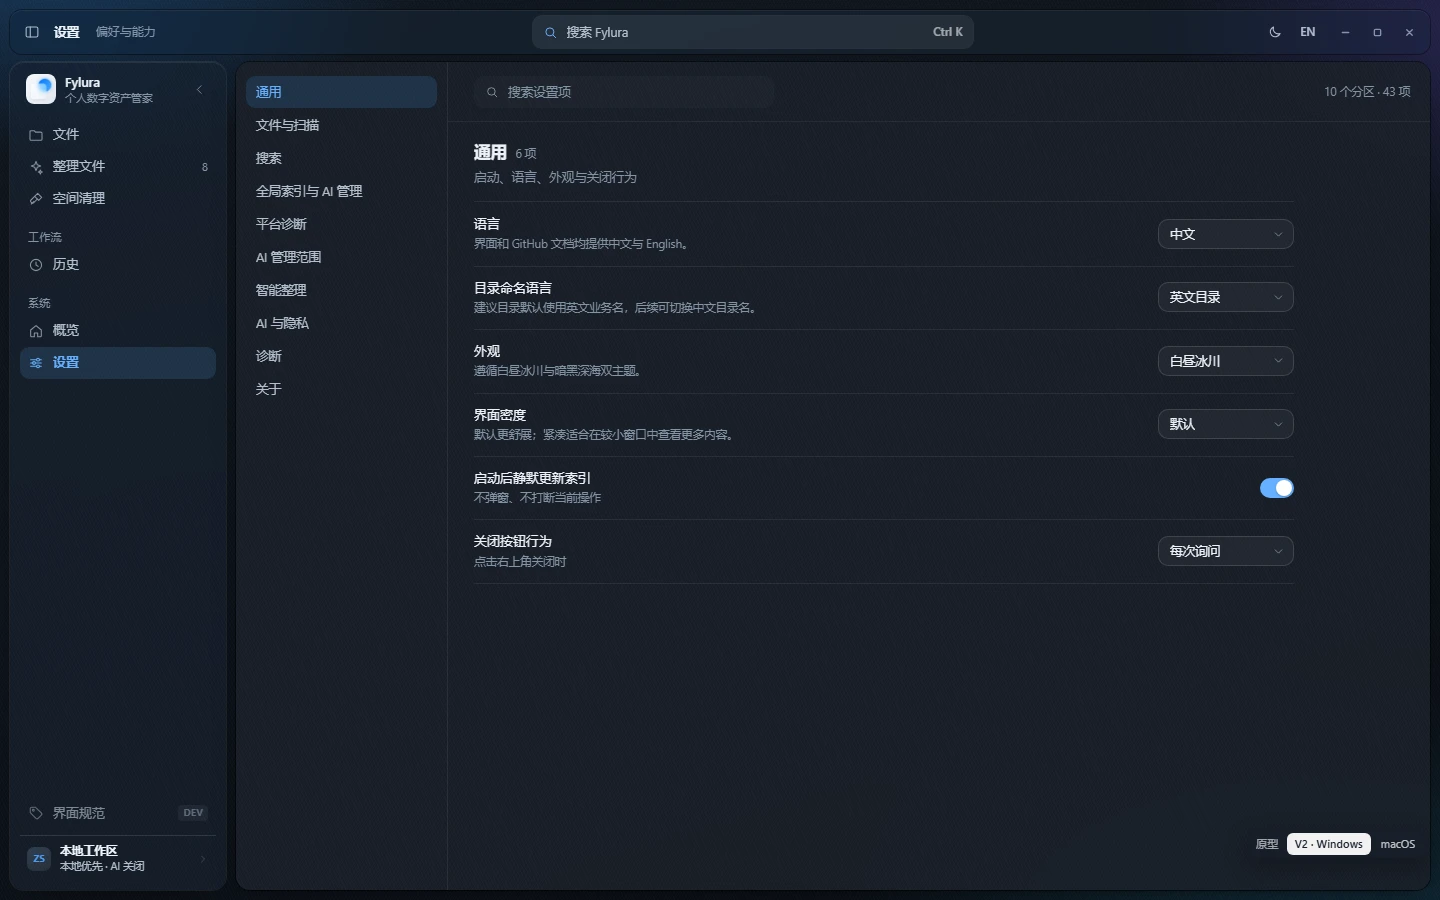 设置 偏好与能力
搜索 Fylura Ctrl K
EN
Fylura
个人数字资产管家
文件
整理文件 8
空间清理
工作流
历史
系统
概览
设置
界面规范 DEV
ZS
本地工作区
本地优先 · AI 关闭
通用
文件与扫描
搜索
全局索引与 AI 管理
平台诊断
AI 管理范围
智能整理
AI 与隐私
诊断
关于
搜索设置项
10 个分区 · 43 项
通用 6 项
启动、语言、外观与关闭行为
语言
界面和 GitHub 文档均提供中文与 English。
中文
目录命名语言
建议目录默认使用英文业务名，后续可切换中文目录名。
英文目录
外观
遵循白昼冰川与暗黑深海双主题。
白昼冰川
界面密度
默认更舒展；紧凑适合在较小窗口中查看更多内容。
默认
启动后静默更新索引
不弹窗、不打断当前操作
关闭按钮行为
点击右上角关闭时
每次询问
原型 V2 · Windows macOS